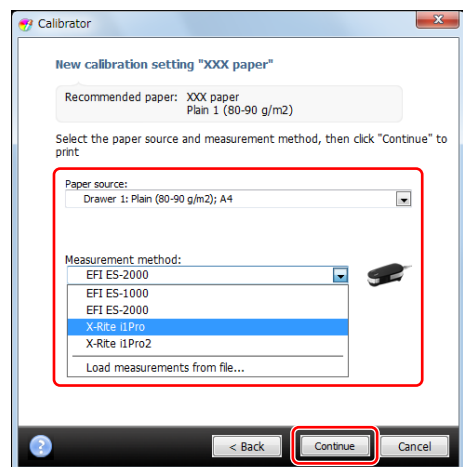 Calibrator
New calibration setting "XXX paper"
Recommended paper: XXX paper
Plain 1 (80-90 g/m2)
Select the paper source and measurement method, then click "Continue" to
print
Paper source:
Drawer 1: Plain (80-90 g/m2); A4
Measurement method:
EFI ES-2000
EFI ES-1000
EFI ES-2000
X-Rite i1Pro
X-Rite i1Pro2
Load measurements from file...
? < Back Continue Cancel